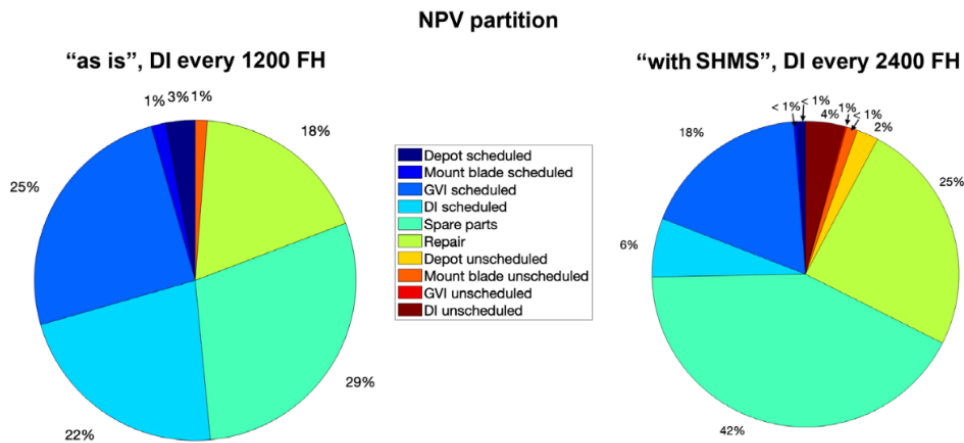 NPV partition
“as is”, DI every 1200 FH
“with SHMS”, DI every 2400 FH
1%
3%
1%
18%
25%
29%
22%
Depot scheduled
Mount blade scheduled
GVI scheduled
DI scheduled
Spare parts
Repair
Depot unscheduled
Mount blade unscheduled
GVI unscheduled
DI unscheduled
< 1%
< 1%
4%
1%
< 1%
2%
18%
25%
6%
42%